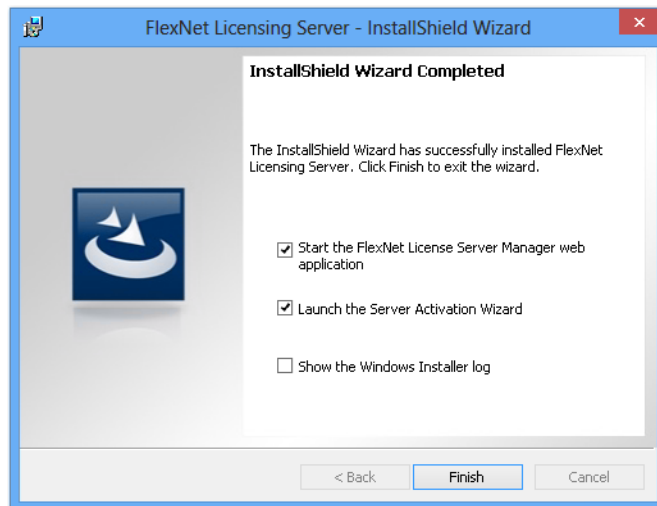 FlexNet Licensing Server - InstallShield Wizard
InstallShield Wizard Completed
The InstallShield Wizard has successfully installed FlexNet
Licensing Server. Click Finish to exit the wizard.
Start the FlexNet License Server Manager web
application
Launch the Server Activation Wizard
Show the Windows Installer log
< Back Finish Cancel